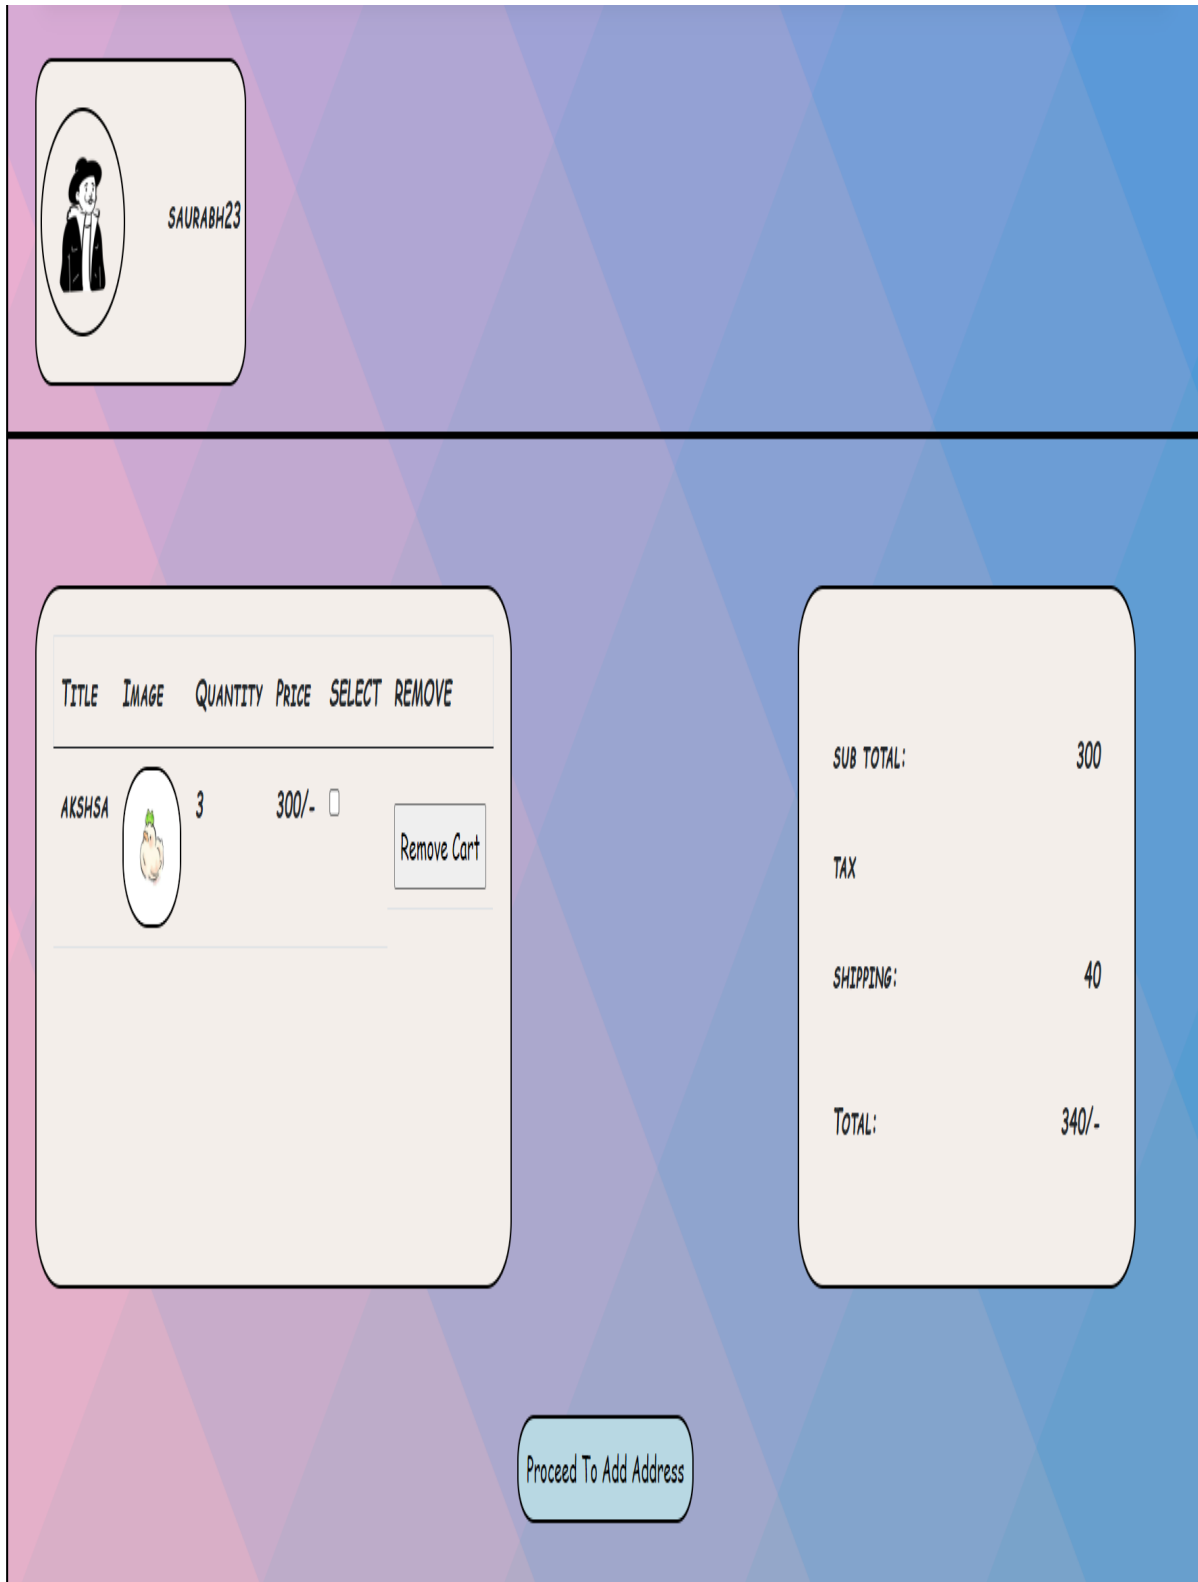 SAURABH23
TITLE IMAGE QUANTITY PRICE SELECT REMOVE
AKSHSA 3 300/-
Remove Cart
SUB TOTAL: 300
TAX
SHIPPING: 40
TOTAL: 340/-
Proceed To Add Address